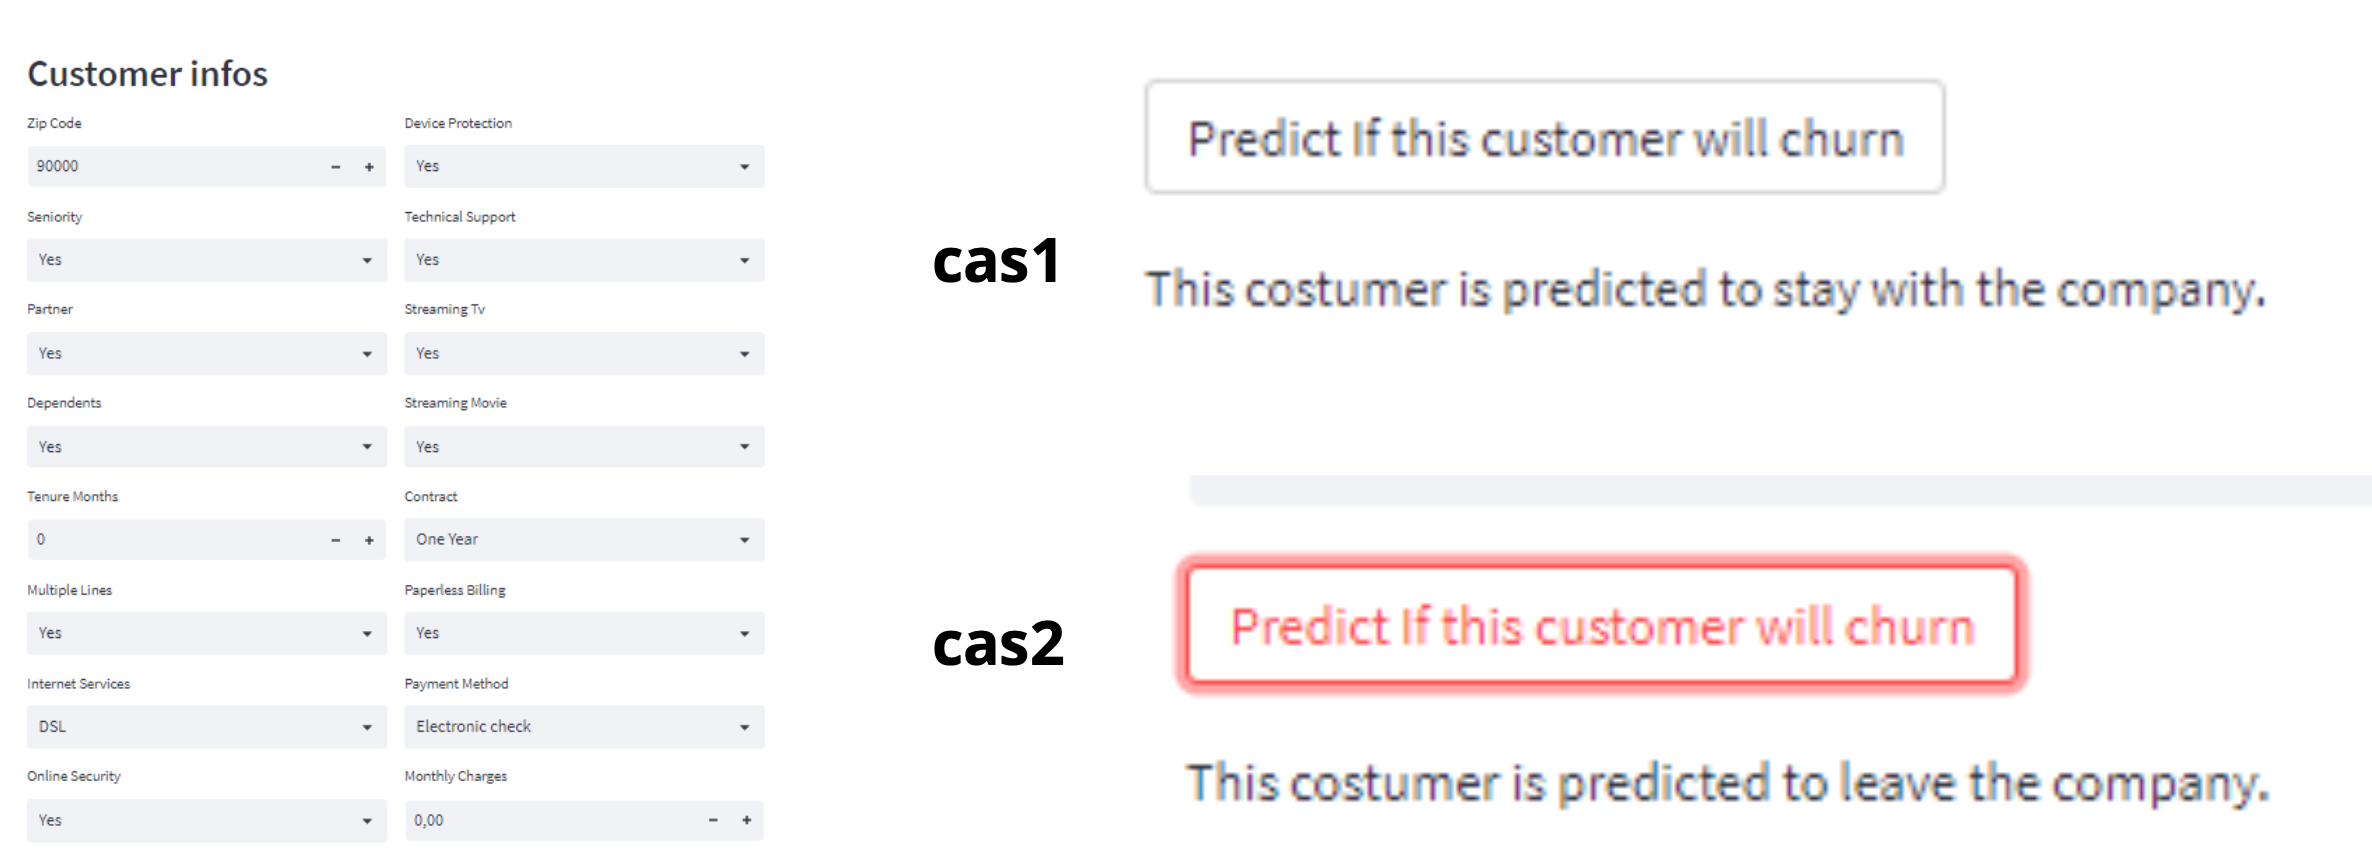 Customer infos
Zip Code
90000
Seniority
Yes
Partner
Yes
Dependents
Yes
Tenure Months
0
Multiple Lines
Yes
Internet Services
DSL
Online Security
Yes
Device Protection
Yes
Technical Support
Yes
Streaming Tv
Yes
Streaming Movie
Yes
Contract
One Year
Paperless Billing
Yes
Payment Method
Electronic check
Monthly Charges
0,00
cas1
Predict If this customer will churn
This costumer is predicted to stay with the company.
cas2
Predict If this customer will churn
This costumer is predicted to leave the company.